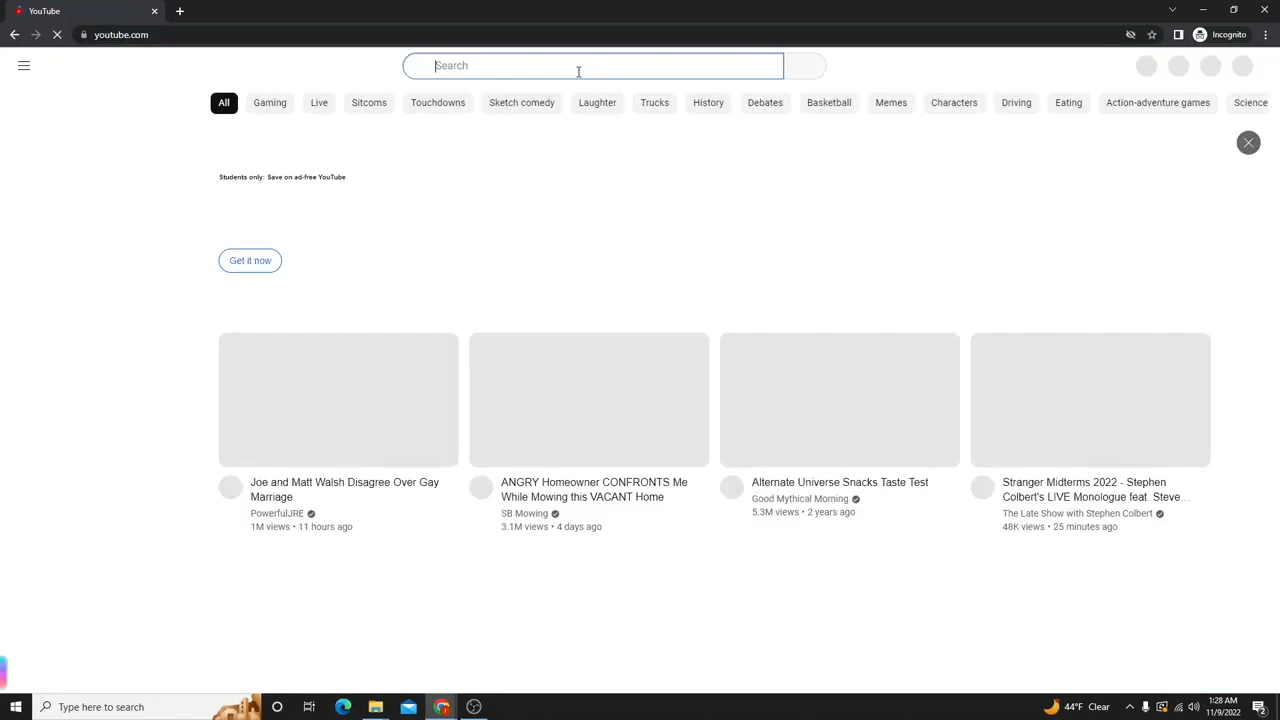 YouTube
youtube.com
Incognito
Search
All Gaming Live Sitcoms Touchdowns Sketch comedy Laughter Trucks History Debates Basketball Memes Characters Driving Eating Action-adventure games Science
Students only: Save on ad-free YouTube
Get it now
Joe and Matt Walsh Disagree Over Gay
Marriage
PowerfulJRE
1M views • 11 hours ago
ANGRY Homeowner CONFRONTS Me
While Mowing this VACANT Home
SB Mowing
3.1M views • 4 days ago
Alternate Universe Snacks Taste Test
Good Mythical Morning
5.3M views • 2 years ago
Stranger Midterms 2022 - Stephen
Colbert's L!VE Monologue feat. Steve…
The Late Show with Stephen Colbert
48K views • 25 minutes ago
Type here to search
44°F Clear
1:28 AM
11/9/2022
2